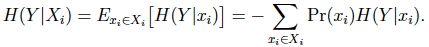 H(Y|X_i) = E_{x_i∈X_i}[H(Y|x_i)] = − ∑_{x_i∈X_i} Pr(x_i)H(Y|x_i).